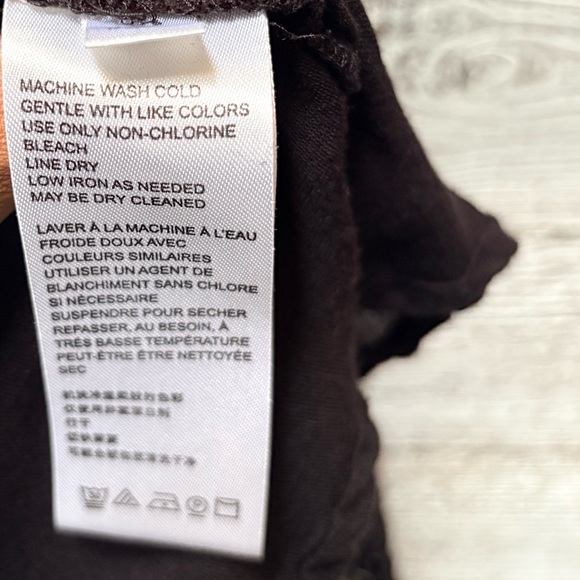 MACHINE WASH COLD
GENTLE WITH LIKE COLORS
USE ONLY NON-CHLORINE
BLEACH
LINE DRY
LOW IRON AS NEEDED
MAY BE DRY CLEANED
LAVER À LA MACHINE À L'EAU
FROIDE DOUX AVEC
COULEURS SIMILAIRES
UTILISER UN AGENT DE
BLANCHIMENT SANS CHLORE
SI NÉCESSAIRE
SUSPENDRE POUR SÉCHER
REPASSER, AU BESOIN, À
TRÈS BASSE TEMPÉRATURE
PEUT-ÊTRE ÊTRE NETTOYÉE
SEC